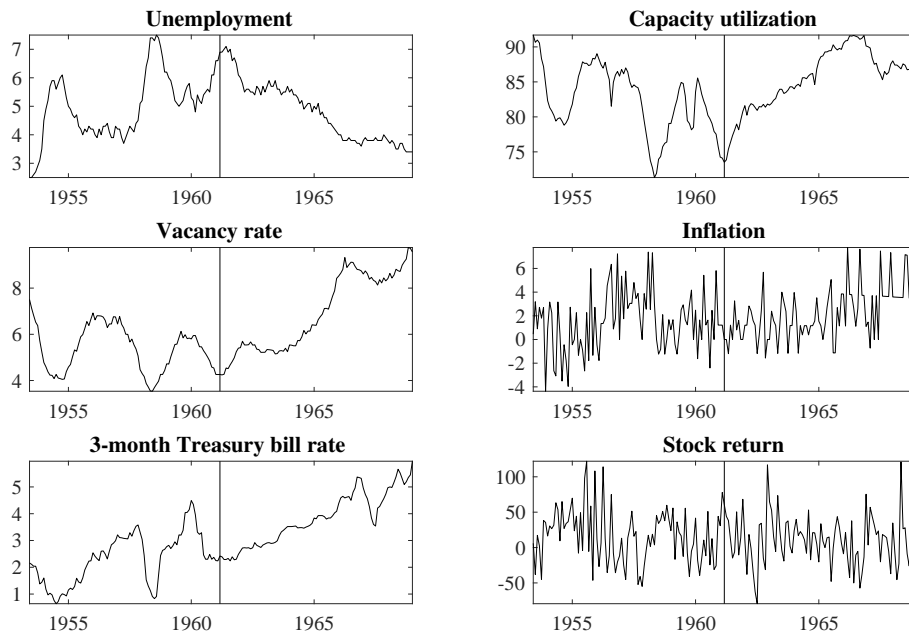 Unemployment
7
6
5
4
3
1955 1960 1965
Capacity utilization
90
85
80
75
1955 1960 1965
Vacancy rate
8
6
4
1955 1960 1965
Inflation
6
4
2
0
-2
-4
1955 1960 1965
3-month Treasury bill rate
5
4
3
2
1
1955 1960 1965
Stock return
100
50
0
-50
1955 1960 1965